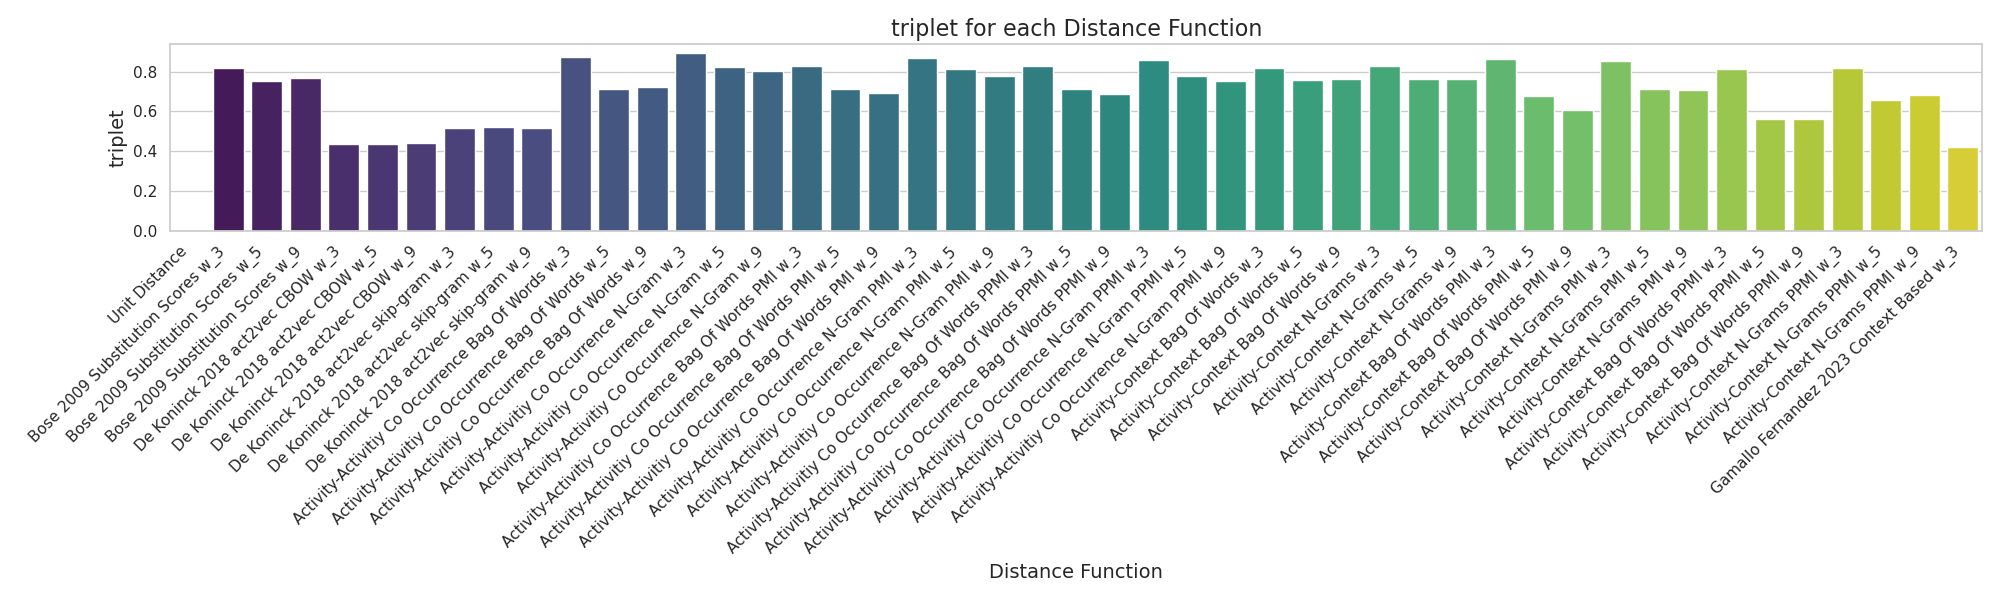 triplet for each Distance Function
triplet
0.8
0.6
0.4
0.2
0.0
Unit Distance
Bose 2009 Substitution Scores w_3
Bose 2009 Substitution Scores w_5
Bose 2009 Substitution Scores w_9
De Koninck 2018 act2vec CBOW w_3
De Koninck 2018 act2vec CBOW w_5
De Koninck 2018 act2vec CBOW w_9
De Koninck 2018 act2vec skip-gram w_3
De Koninck 2018 act2vec skip-gram w_5
De Koninck 2018 act2vec skip-gram w_9
Activity-Activitiy Co Occurrence Bag Of Words w_3
Activity-Activitiy Co Occurrence Bag Of Words w_5
Activity-Activitiy Co Occurrence Bag Of Words w_9
Activity-Activitiy Co Occurrence N-Gram w_3
Activity-Activitiy Co Occurrence N-Gram w_5
Activity-Activitiy Co Occurrence N-Gram w_9
Activity-Activitiy Co Occurrence Bag Of Words PMI w_3
Activity-Activitiy Co Occurrence Bag Of Words PMI w_5
Activity-Activitiy Co Occurrence Bag Of Words PMI w_9
Activity-Activitiy Co Occurrence N-Gram PMI w_3
Activity-Activitiy Co Occurrence N-Gram PMI w_5
Activity-Activitiy Co Occurrence N-Gram PMI w_9
Activity-Activitiy Co Occurrence Bag Of Words PPMI w_3
Activity-Activitiy Co Occurrence Bag Of Words PPMI w_5
Activity-Activitiy Co Occurrence Bag Of Words PPMI w_9
Activity-Activitiy Co Occurrence N-Gram PPMI w_3
Activity-Activitiy Co Occurrence N-Gram PPMI w_5
Activity-Activitiy Co Occurrence N-Gram PPMI w_9
Activity-Context Bag Of Words w_3
Activity-Context Bag Of Words w_5
Activity-Context Bag Of Words w_9
Activity-Context N-Grams w_3
Activity-Context N-Grams w_5
Activity-Context N-Grams w_9
Activity-Context Bag Of Words PMI w_3
Activity-Context Bag Of Words PMI w_5
Activity-Context Bag Of Words PMI w_9
Activity-Context N-Grams PMI w_3
Activity-Context N-Grams PMI w_5
Activity-Context N-Grams PMI w_9
Activity-Context Bag Of Words PPMI w_3
Activity-Context Bag Of Words PPMI w_5
Activity-Context Bag Of Words PPMI w_9
Activity-Context N-Grams PPMI w_3
Activity-Context N-Grams PPMI w_5
Activity-Context N-Grams PPMI w_9
Gamallo Fernandez 2023 Context Based w_3
Distance Function